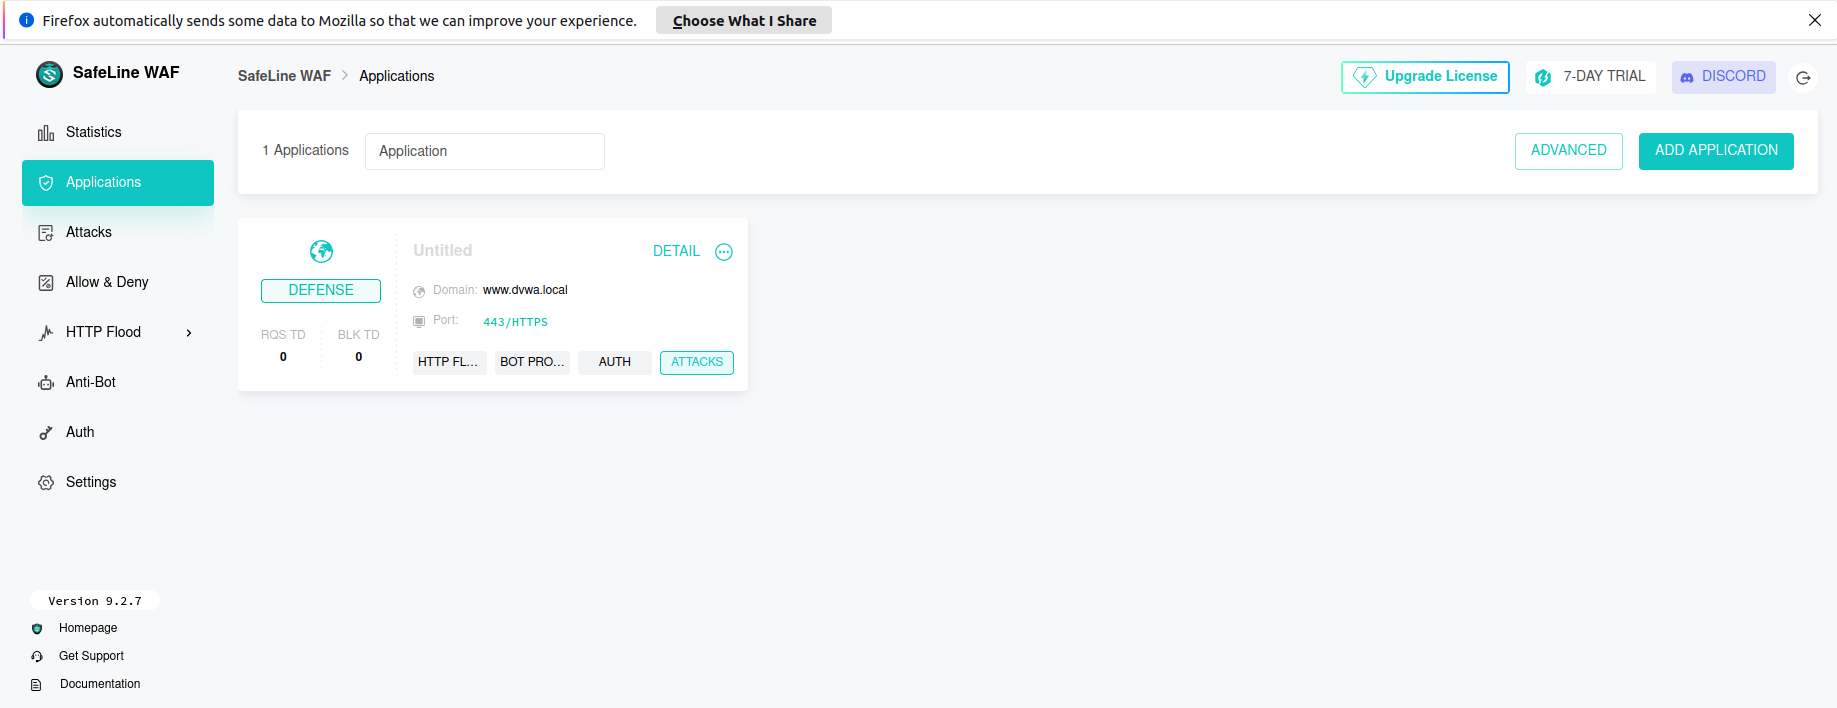 Firefox automatically sends some data to Mozilla so that we can improve your experience. Choose What I Share
SafeLine WAF
SafeLine WAF > Applications
Upgrade License
7-DAY TRIAL
DISCORD
Statistics
Applications
Attacks
Allow & Deny
HTTP Flood
Anti-Bot
Auth
Settings
1 Applications
Application
ADVANCED
ADD APPLICATION
DEFENSE
RQS TD
BLK TD
0
0
Untitled
DETAIL
Domain: www.dvwa.local
Port: 443/HTTPS
HTTP FL...
BOT PRO...
AUTH
ATTACKS
Version 9.2.7
Homepage
Get Support
Documentation